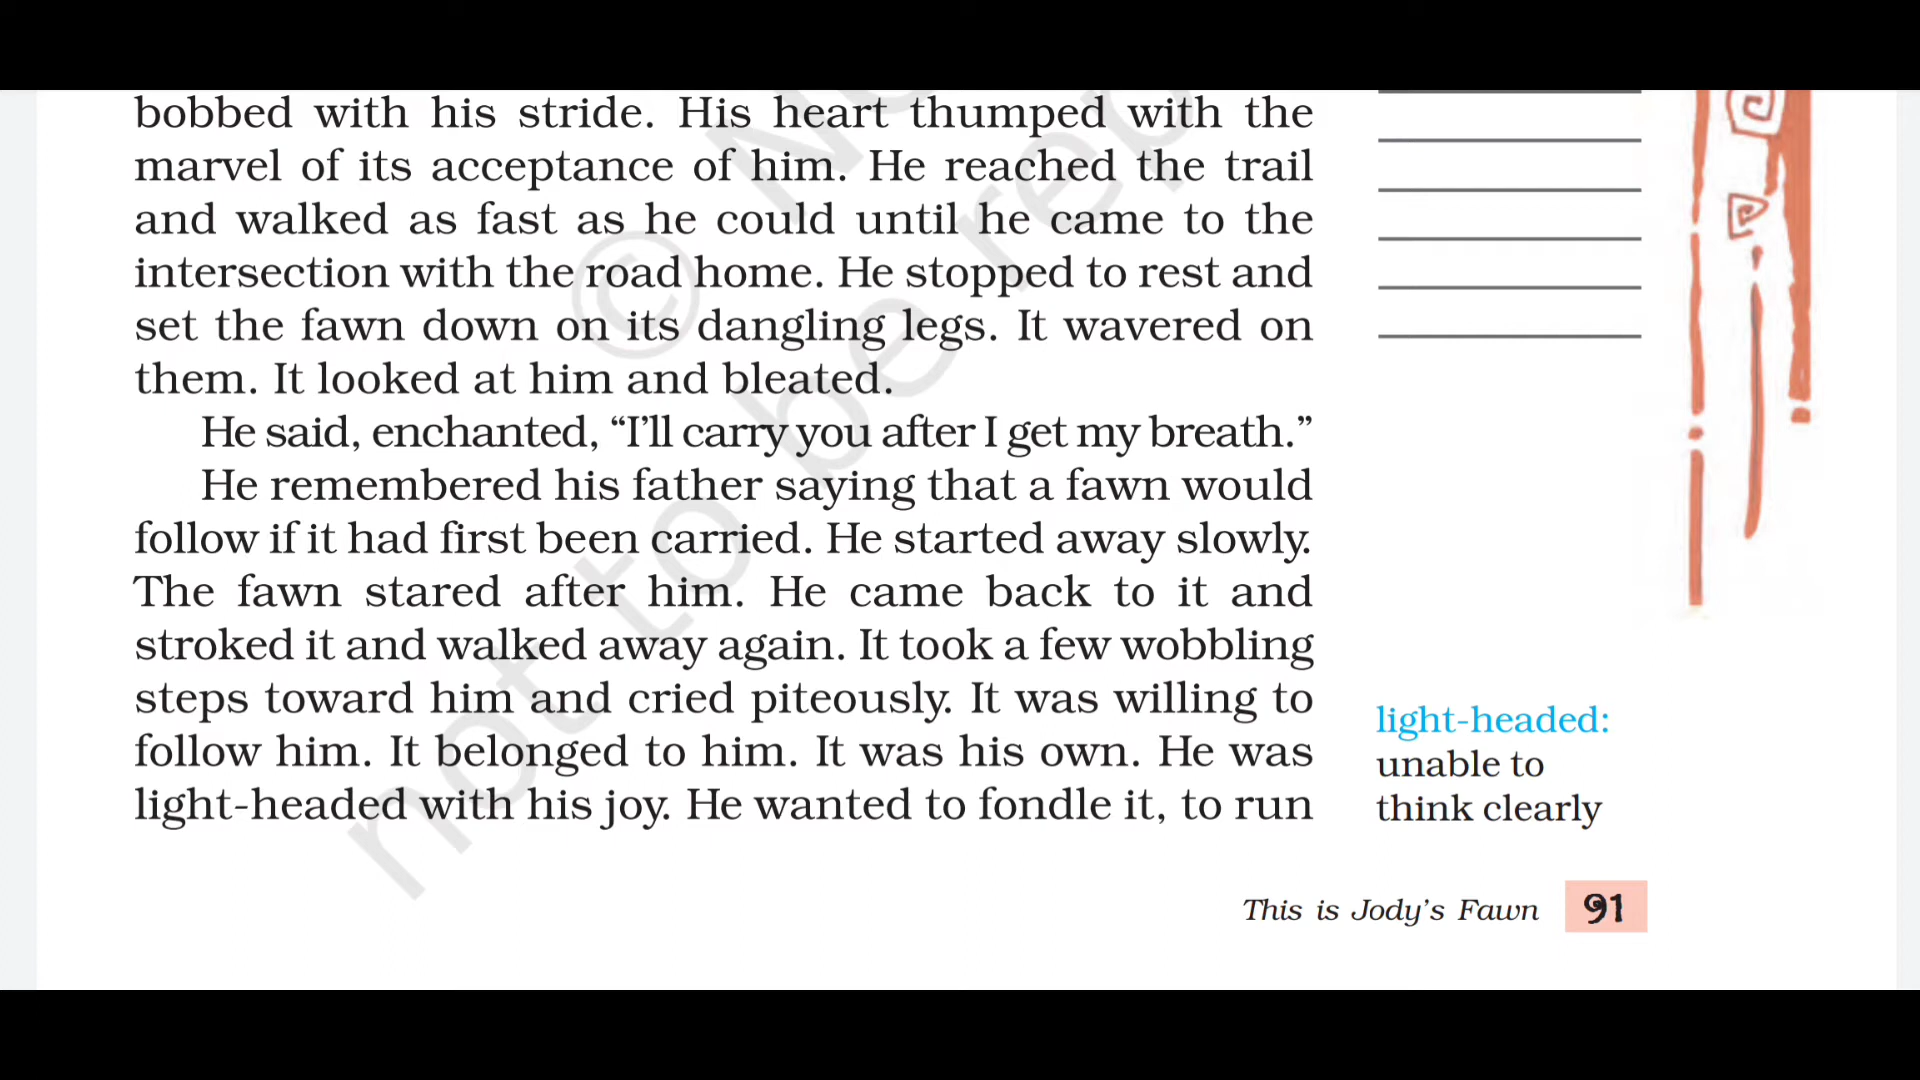 bobbed with his stride. His heart thumped with the
marvel of its acceptance of him. He reached the trail
and walked as fast as he could until he came to the
intersection with the road home. He stopped to rest and
set the fawn down on its dangling legs. It wavered on
them. It looked at him and bleated.
He said, enchanted, “I’ll carry you after I get my breath.”
He remembered his father saying that a fawn would
follow if it had first been carried. He started away slowly.
The fawn stared after him. He came back to it and
stroked it and walked away again. It took a few wobbling
steps toward him and cried piteously. It was willing to
follow him. It belonged to him. It was his own. He was
light-headed with his joy. He wanted to fondle it, to run
light-headed:
unable to
think clearly
This is Jody’s Fawn 91
not to be rep